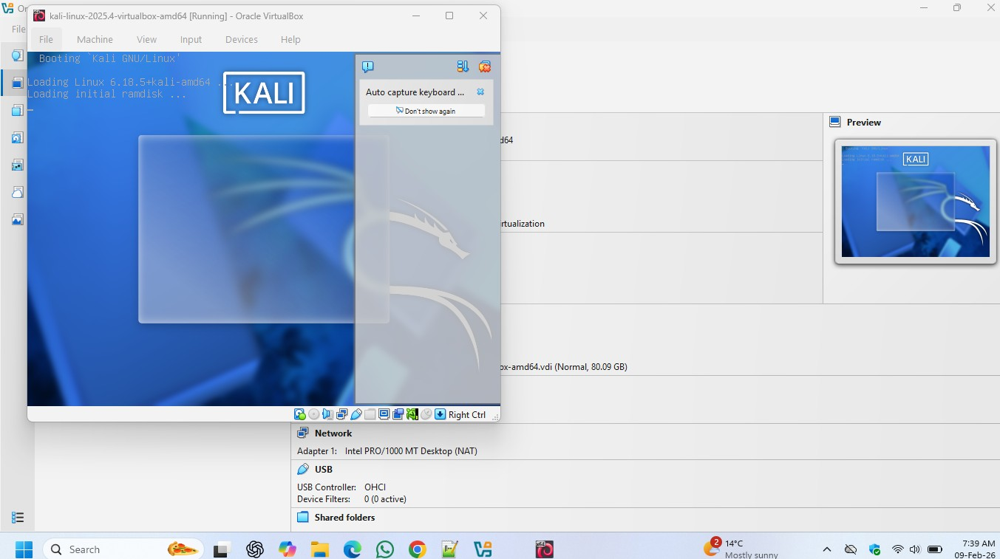 Or
kali-linux-2025.4-virtualbox-amd64 [Running] - Oracle VirtualBox
File
File Machine View Input Devices Help
Booting `Kali GNU/Linux'
Loading Linux 6.18.5+kali-amd64 ...
Loading initial ramdisk ...
KALI
Auto capture keyboard ...
Don't show again
d64
Preview
KALI
irtualization
ox-amd64.vdi (Normal, 80.09 GB)
Right Ctrl
Network
Adapter 1: Intel PRO/1000 MT Desktop (NAT)
USB
USB Controller: OHCI
Device Filters: 0 (0 active)
Shared folders
Search
2
14°C
Mostly sunny
7:39 AM
09-Feb-26